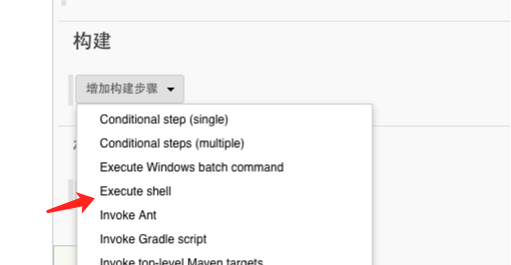 构建
增加构建步骤
Conditional step (single)
Conditional steps (multiple)
Execute Windows batch command
Execute shell
Invoke Ant
Invoke Gradle script
Invoke top-level Maven targets